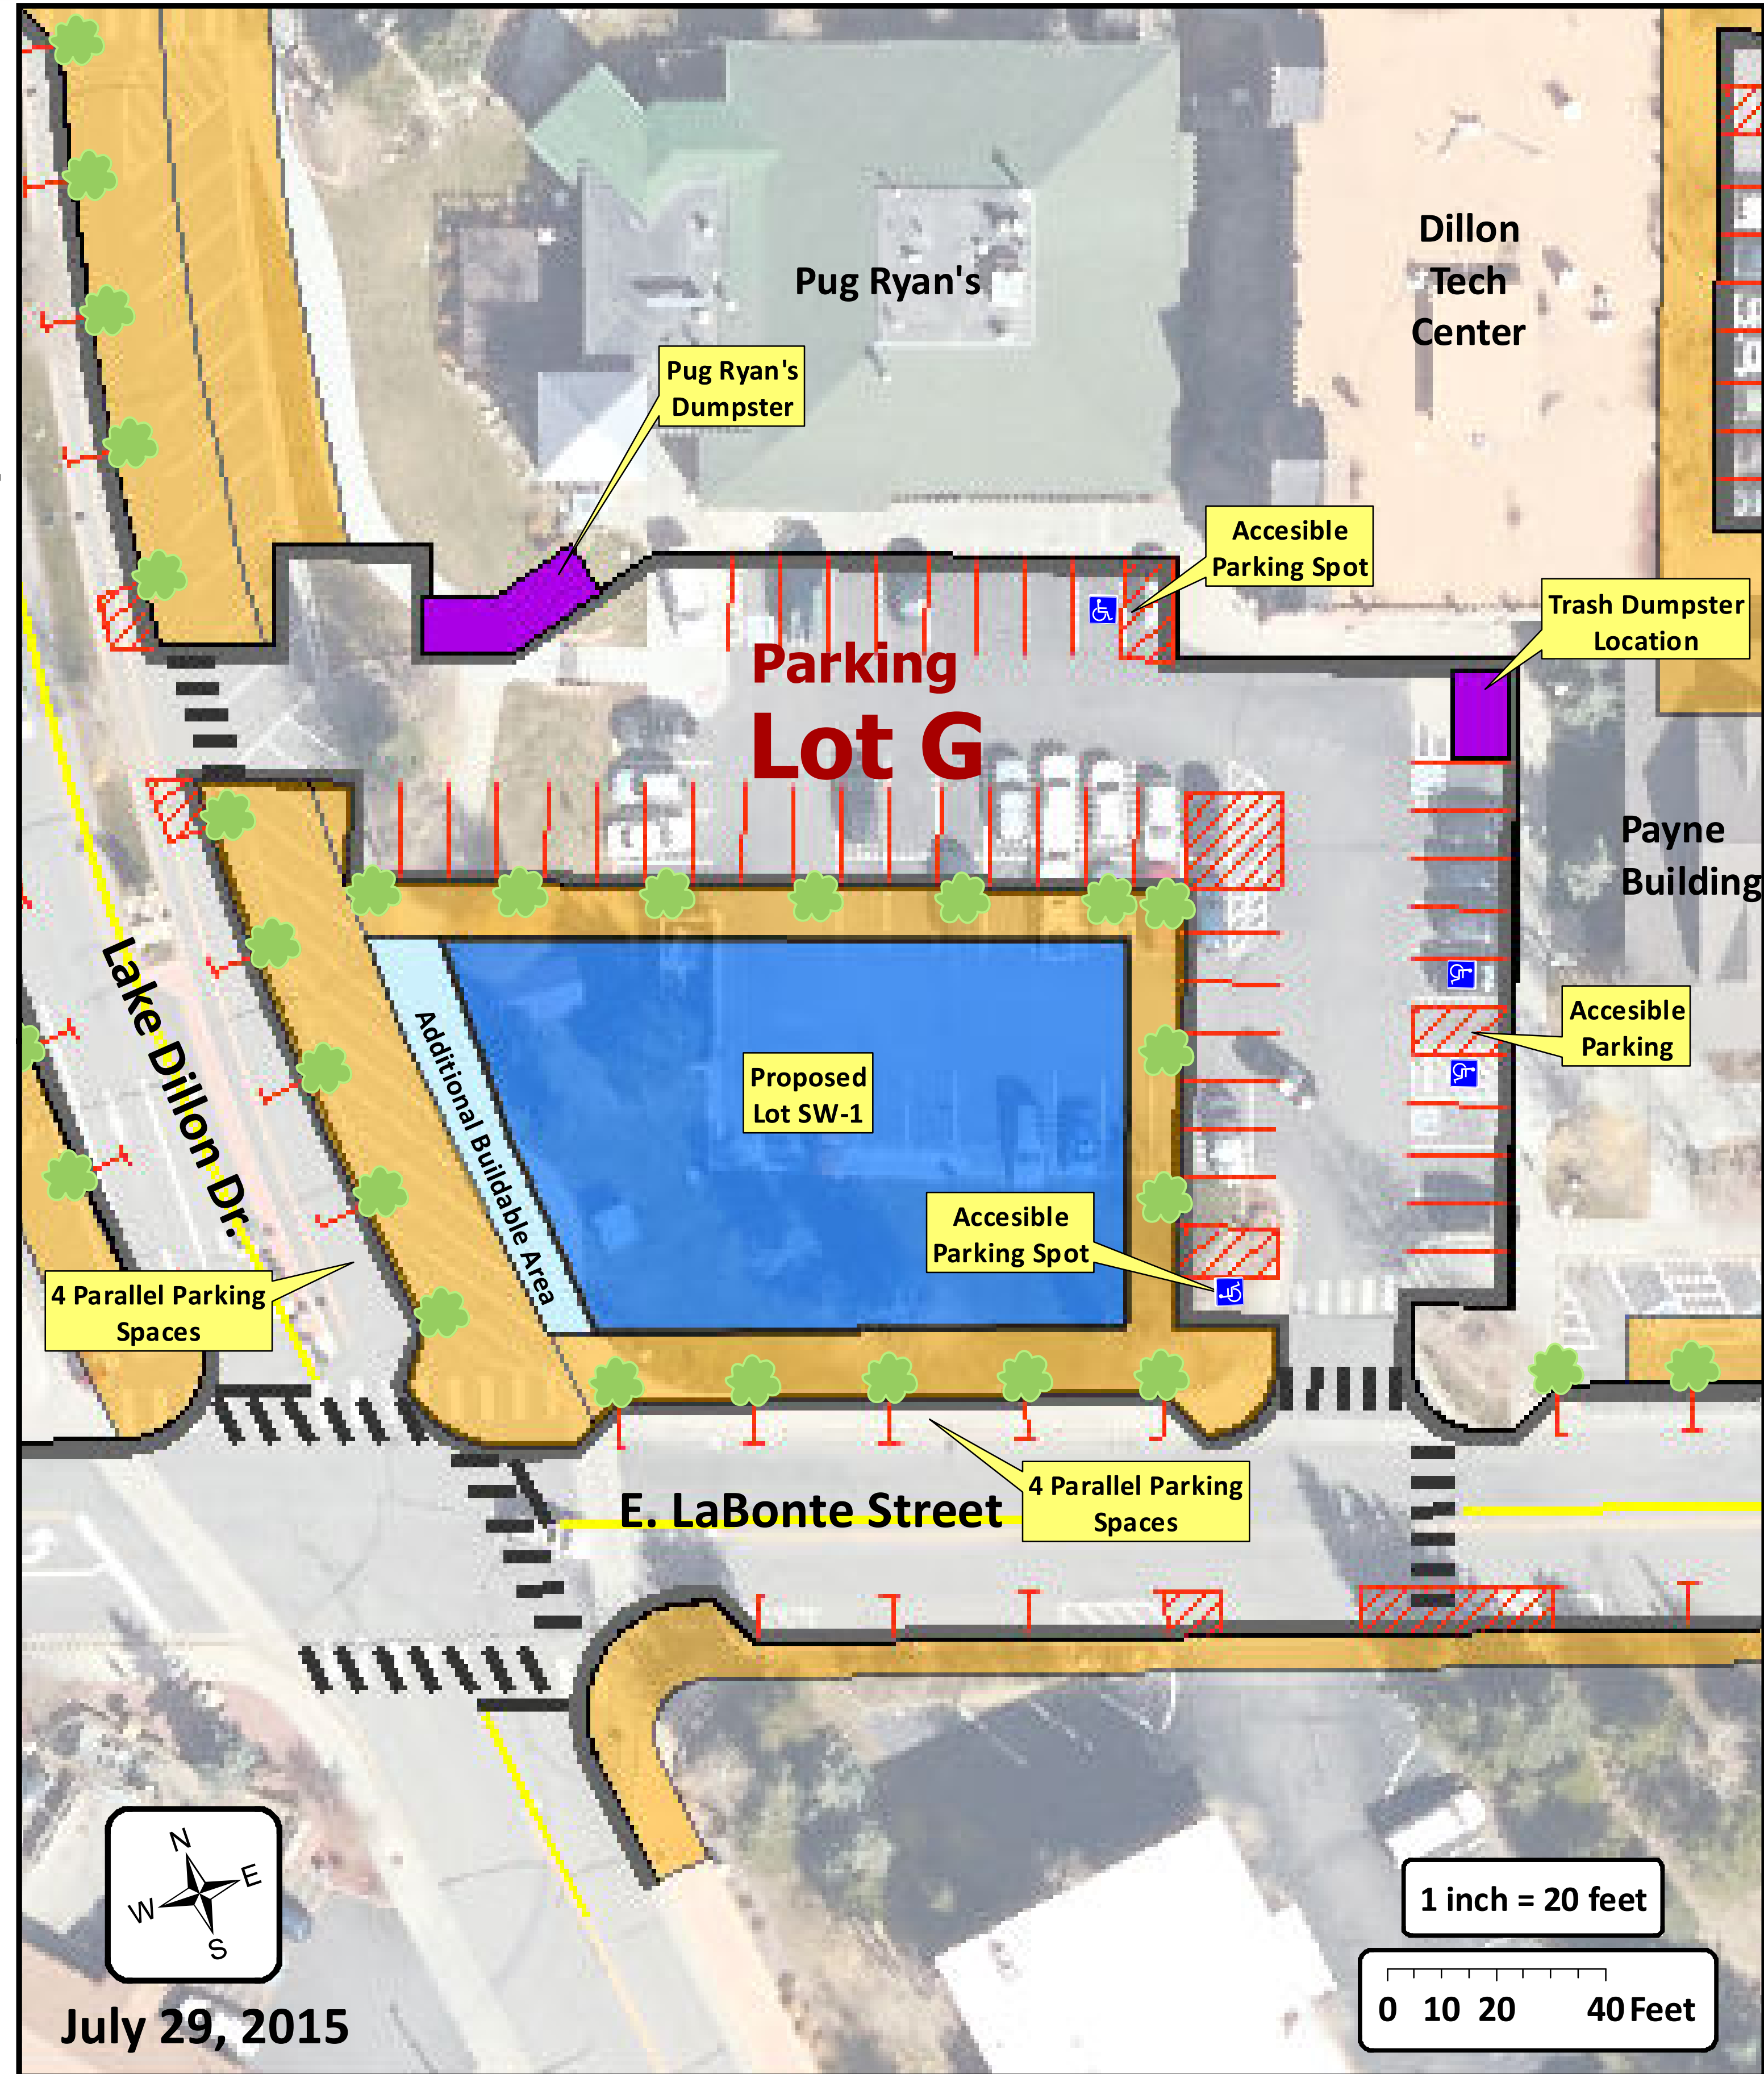 Pug Ryan's
Dillon
Tech
Center
Pug Ryan's
Dumpster
Accesible
Parking Spot
Trash Dumpster
Location
Parking
Lot G
Payne
Building
Lake Dillon Dr.
Additional Buildable Area
Proposed
Lot SW-1
Accesible
Parking
Accesible
Parking Spot
4 Parallel Parking
Spaces
E. LaBonte Street
4 Parallel Parking
Spaces
N
E
W
S
July 29, 2015
1 inch = 20 feet
0 10 20 40 Feet